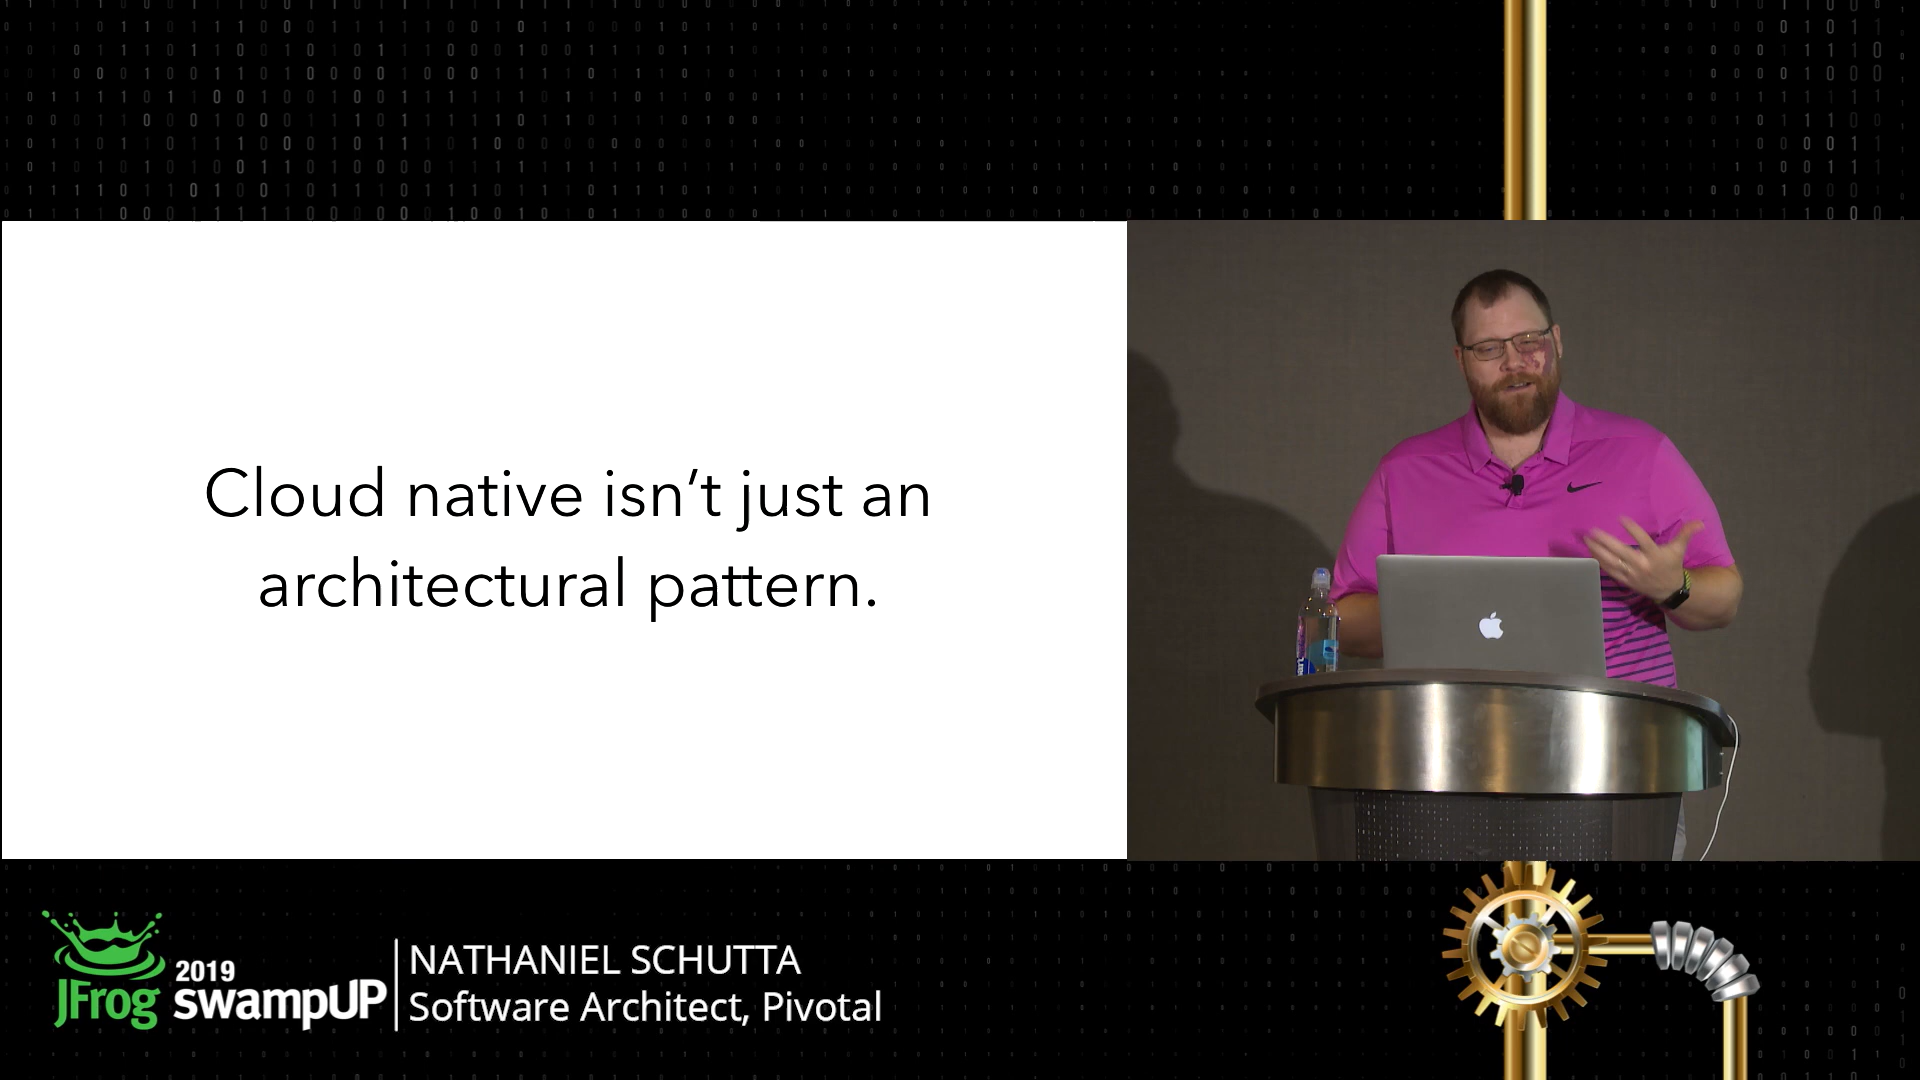 Cloud native isn’t just an
architectural pattern.
JFrog
2019
swampUP
NATHANIEL SCHUTTA
Software Architect, Pivotal